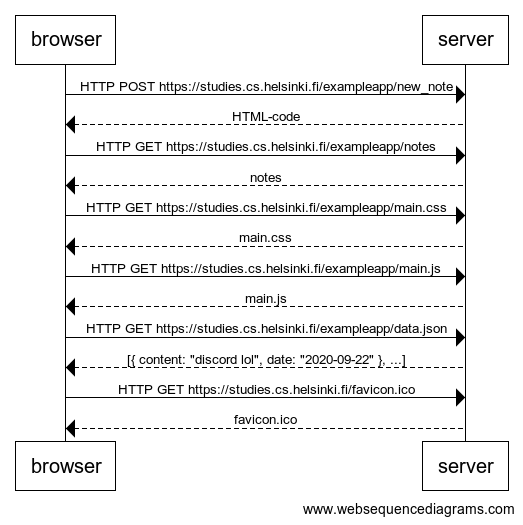 browser server
HTTP POST https://studies.cs.helsinki.fi/exampleapp/new_note
HTML-code
HTTP GET https://studies.cs.helsinki.fi/exampleapp/notes
notes
HTTP GET https://studies.cs.helsinki.fi/exampleapp/main.css
main.css
HTTP GET https://studies.cs.helsinki.fi/exampleapp/main.js
main.js
HTTP GET https://studies.cs.helsinki.fi/exampleapp/data.json
[{ content: "discord lol", date: "2020-09-22" }, ...]
HTTP GET https://studies.cs.helsinki.fi/favicon.ico
favicon.ico
browser server
www.websequencediagrams.com